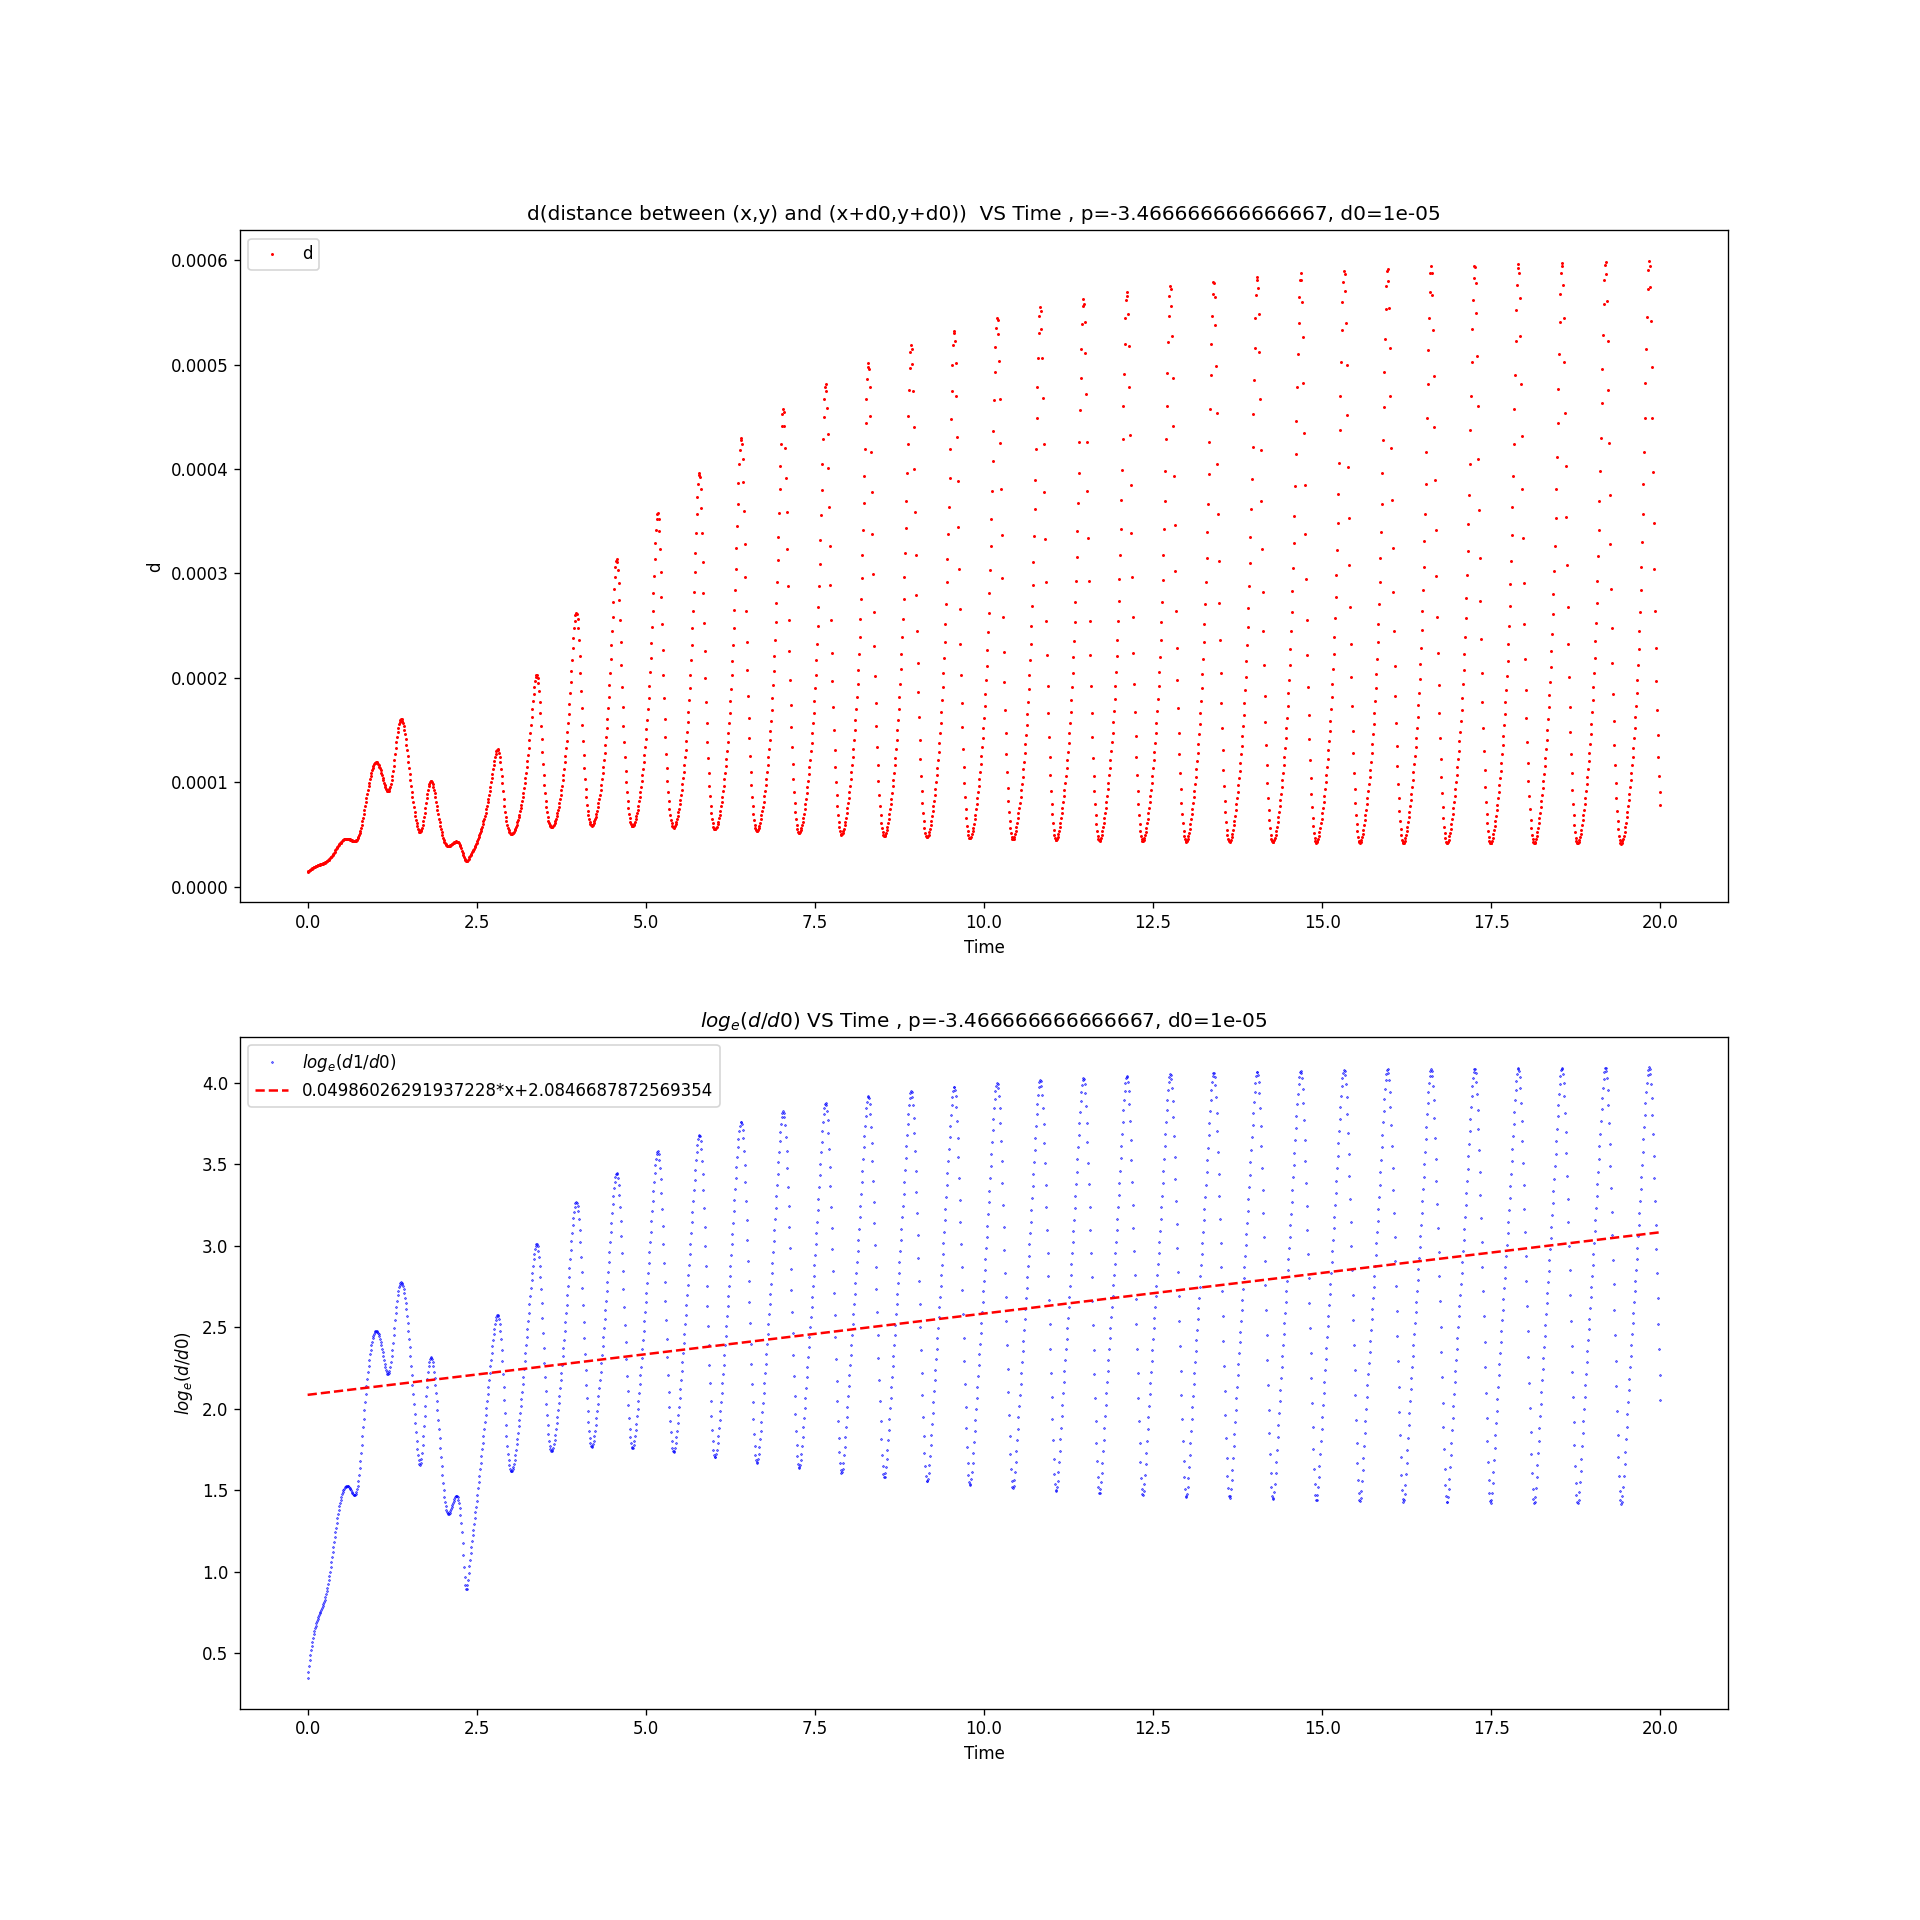 d(distance between (x,y) and (x+d0,y+d0))  VS Time , p=-3.466666666666667, d0=1e-05
d
0.0006
0.0005
0.0004
0.0003
0.0002
0.0001
0.0000
d
0.0 2.5 5.0 7.5 10.0 12.5 15.0 17.5 20.0
Time
log_e(d/d0) VS Time , p=-3.466666666666667, d0=1e-05
log_e(d1/d0)
0.04986026291937228*x+2.0846687872569354
4.0
3.5
3.0
2.5
2.0
1.5
1.0
0.5
log_e(d/d0)
0.0 2.5 5.0 7.5 10.0 12.5 15.0 17.5 20.0
Time